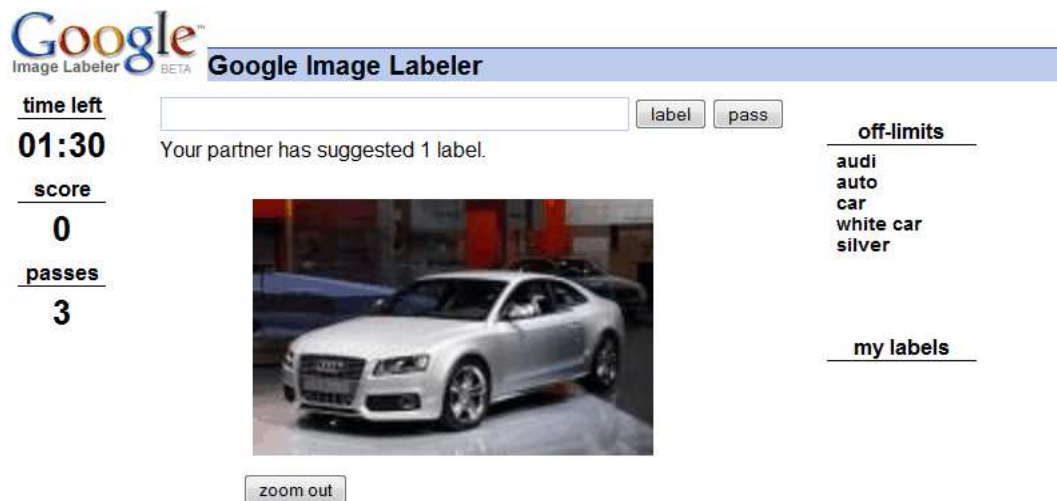 Google™
Image Labeler BETA
Google Image Labeler
time left
01:30
score
0
passes
3
label
pass
Your partner has suggested 1 label.
zoom out
off-limits
audi
auto
car
white car
silver
my labels